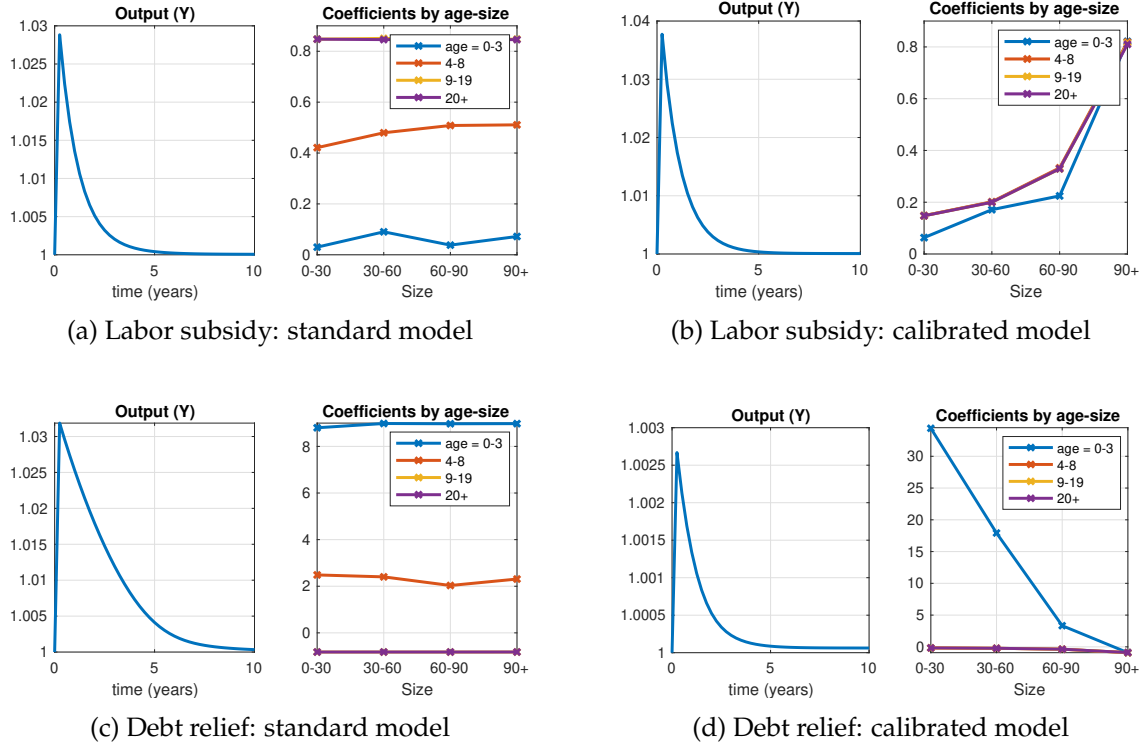 Output (Y)
1.03
1.025
1.02
1.015
1.01
1.005
1
0
5
10
time (years)
Coefficients by age-size
0.8
0.6
0.4
0.2
0
age = 0-3
4-8
9-19
20+
0-30 30-60 60-90 90+
Size
(a) Labor subsidy: standard model
Output (Y)
1.04
1.03
1.02
1.01
1
0
5
10
time (years)
Coefficients by age-size
0.8
0.6
0.4
0.2
0
age = 0-3
4-8
9-19
20+
0-30 30-60 60-90 90+
Size
(b) Labor subsidy: calibrated model
Output (Y)
1.03
1.025
1.02
1.015
1.01
1.005
1
0
5
10
time (years)
Coefficients by age-size
8
6
4
2
0
age = 0-3
4-8
9-19
20+
0-30 30-60 60-90 90+
Size
(c) Debt relief: standard model
Output (Y)
1.003
1.0025
1.002
1.0015
1.001
1.0005
1
0
5
10
time (years)
Coefficients by age-size
30
25
20
15
10
5
0
age = 0-3
4-8
9-19
20+
0-30 30-60 60-90 90+
Size
(d) Debt relief: calibrated model